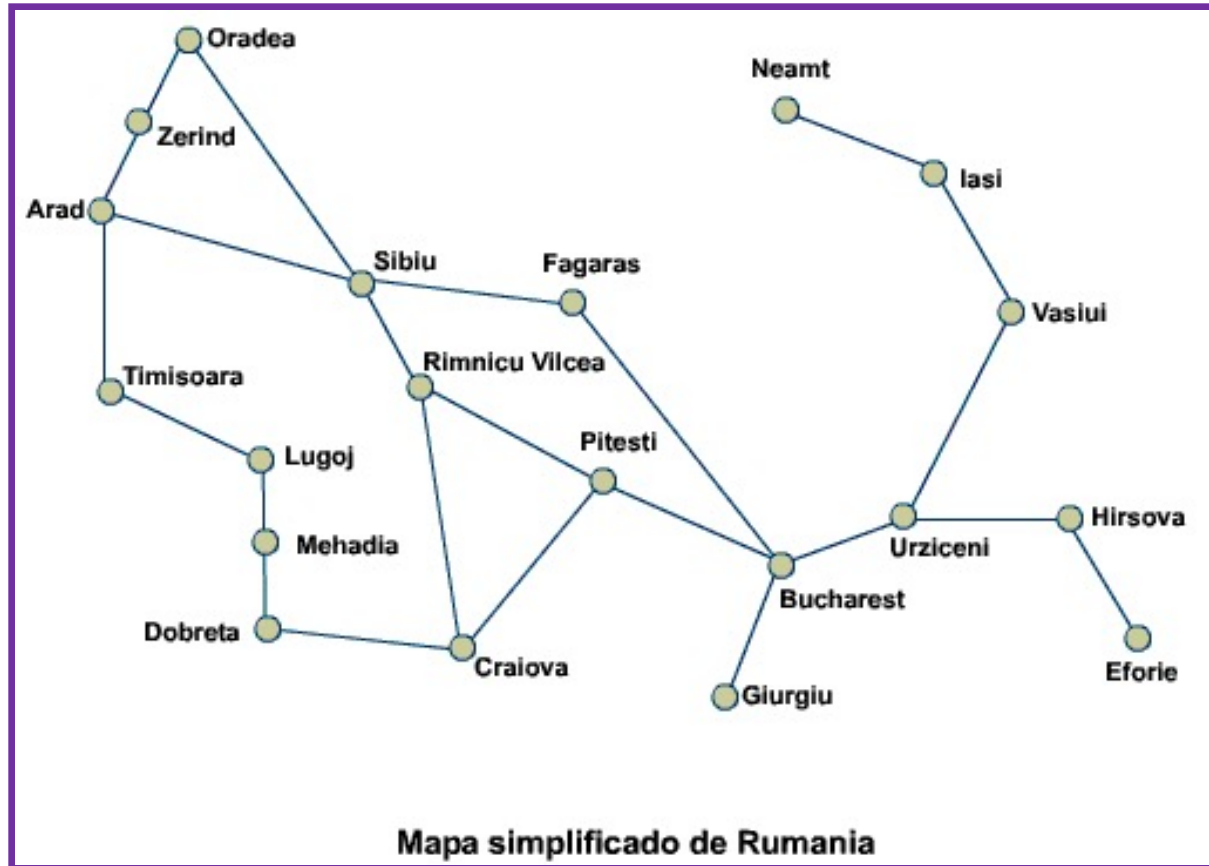 Oradea
Neamt
Zerind
Iasi
Arad
Sibiu
Fagaras
Vasiui
Rimnicu Vilcea
Timisoara
Pitesti
Lugoj
Hirsova
Mehadia
Urziceni
Bucharest
Dobreta
Craiova
Eforie
Giurgiu
Mapa simplificado de Rumania